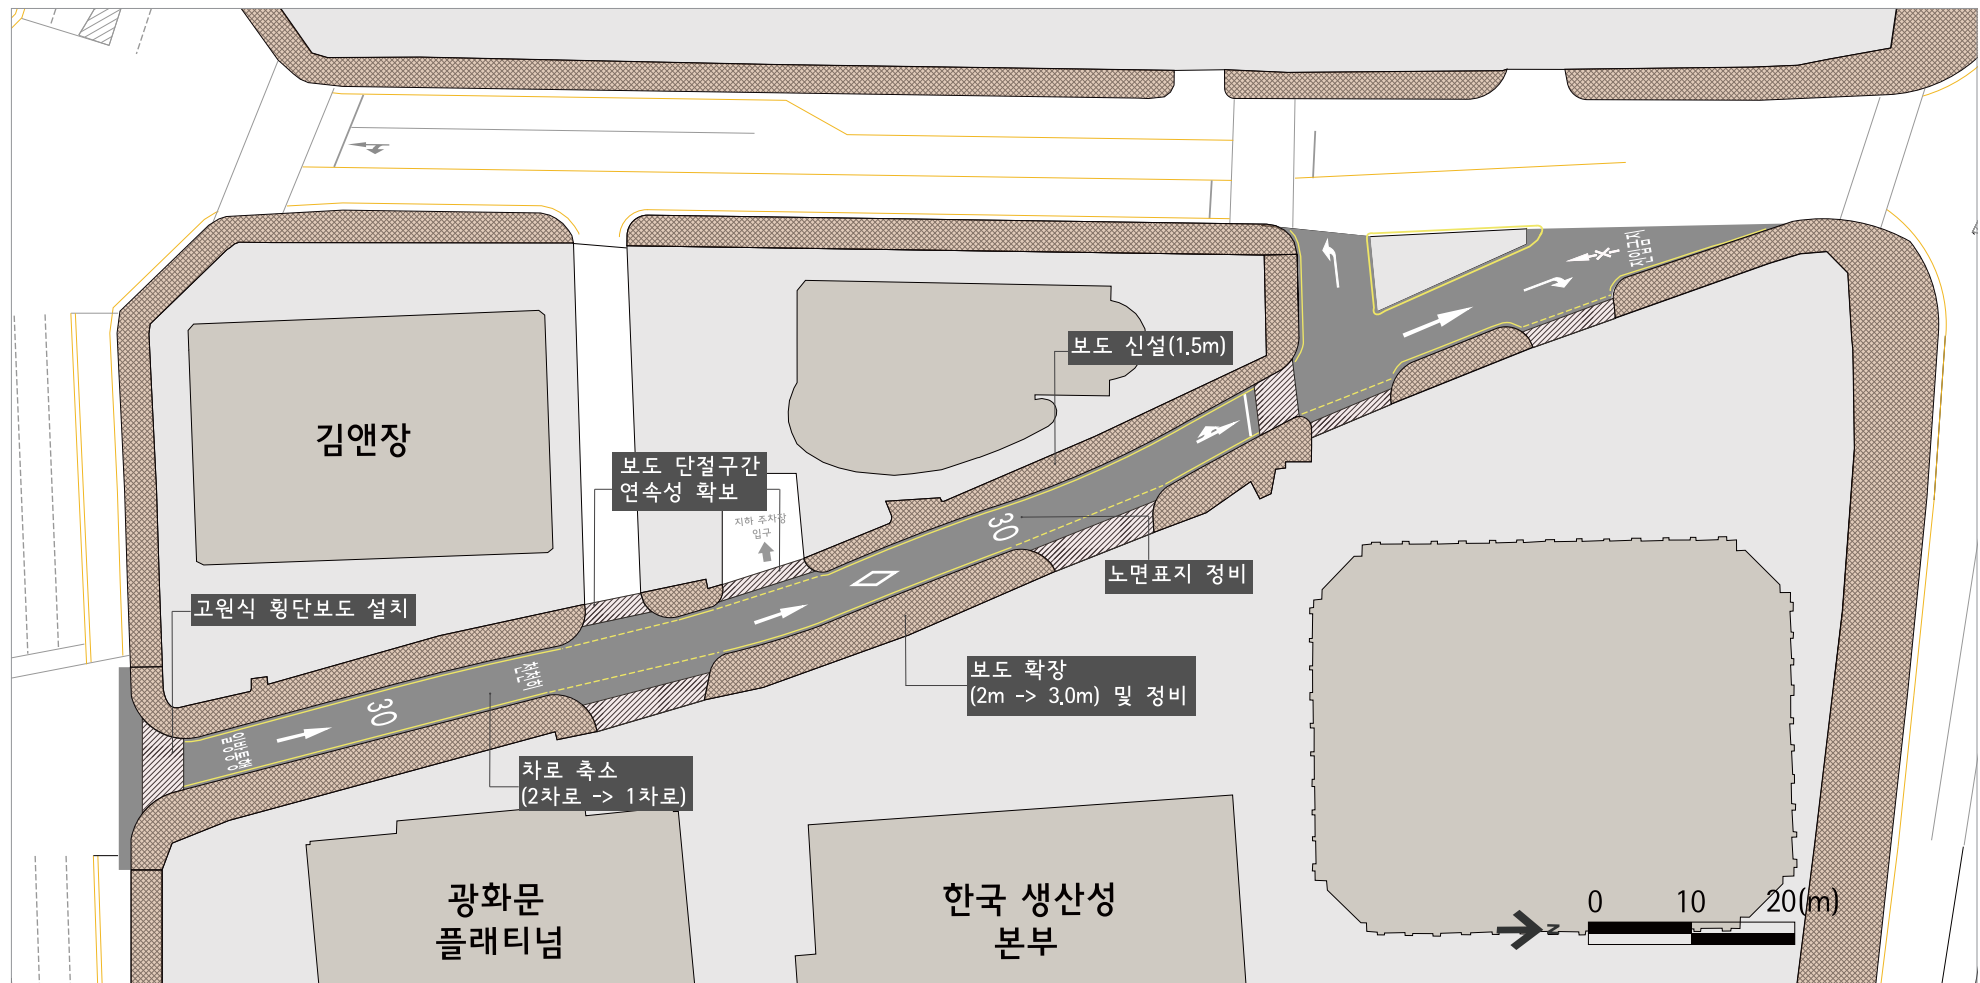 보도 신설(1.5m)
김앤장
보도 단절구간
연속성 확보
지하 주차장
입구
30
노면표지 정비
고원식 횡단보도 설치
천천히
보도 확장
(2m -> 3.0m) 및 정비
30
일방통행
차로 축소
(2차로 -> 1차로)
광화문
플래티넘
한국 생산성
본부
0 10 20(m)
N